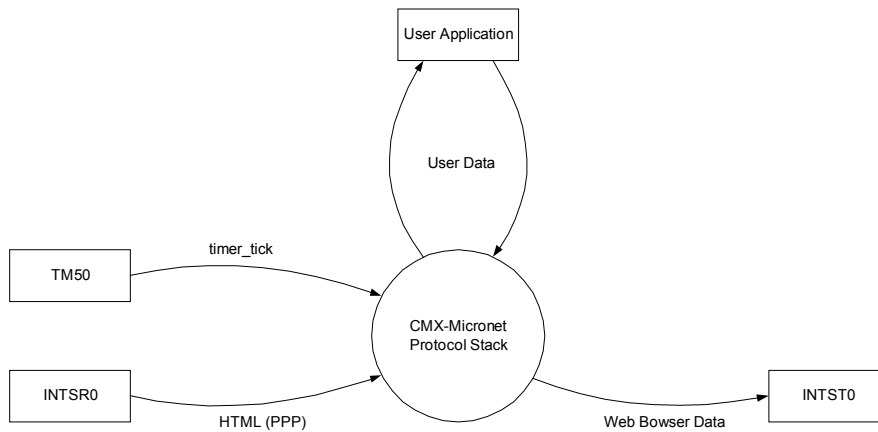 User Application
User Data
timer_tick
TM50
CMX-Micronet
Protocol Stack
INTSR0
HTML (PPP)
Web Bowser Data
INTST0